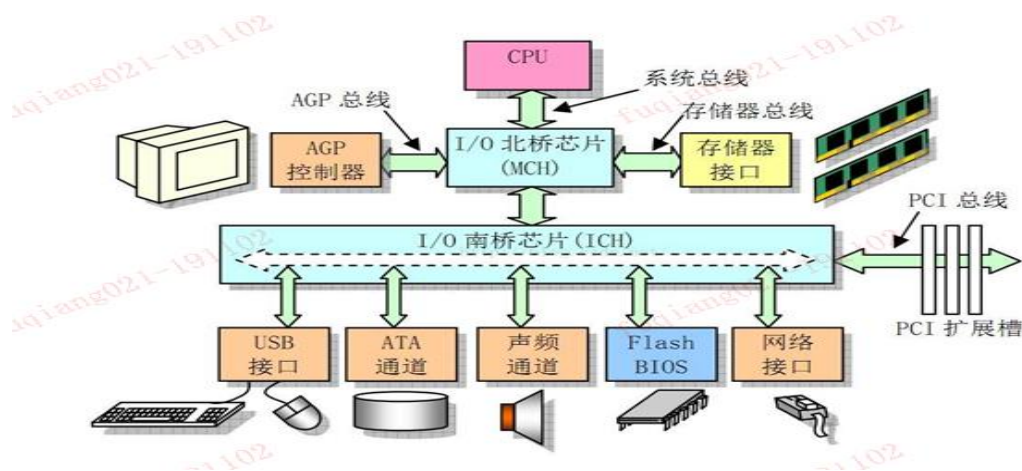 CPU
系统总线
AGP 总线
存储器总线
I/O 北桥芯片
(MCH)
AGP
控制器
存储器
接口
PCI 总线
I/O 南桥芯片(ICH)
PCI 扩展槽
USB
接口
ATA
通道
声频
通道
Flash
BIOS
网络
接口
fuqiang021-191102